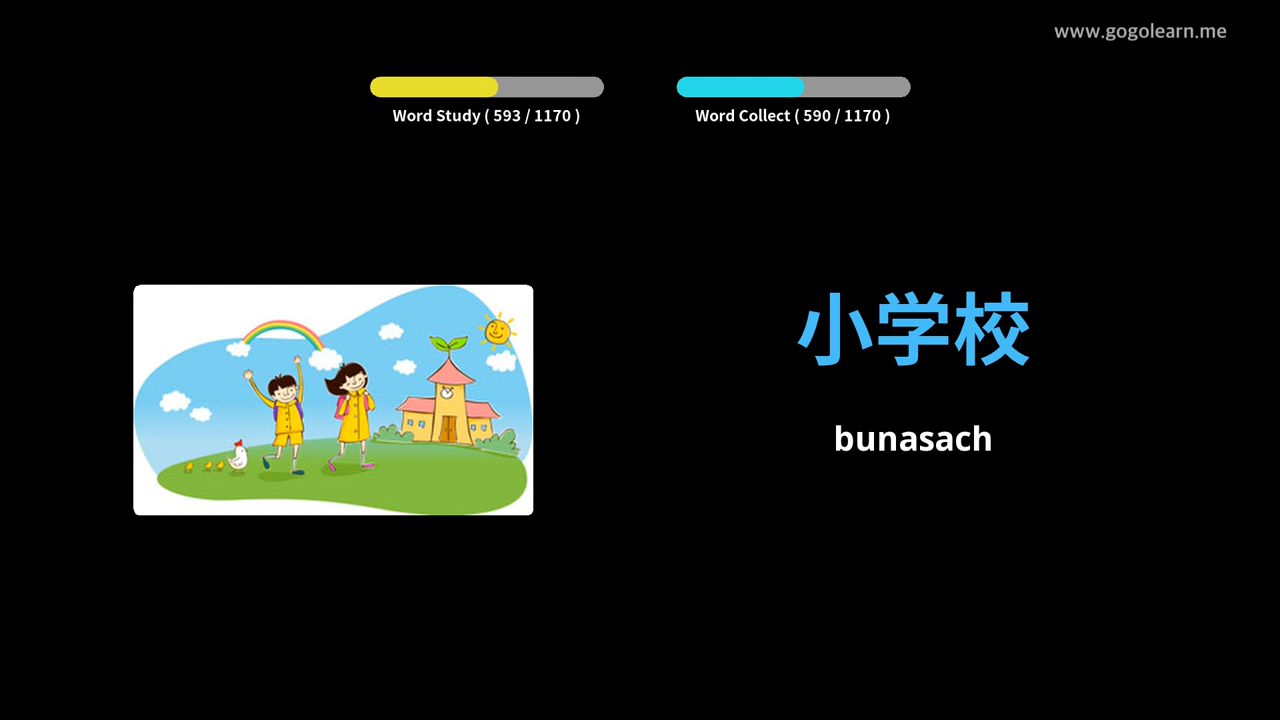 www.gogolearn.me
Word Study ( 593 / 1170 )
Word Collect ( 590 / 1170 )
小学校
bunasach